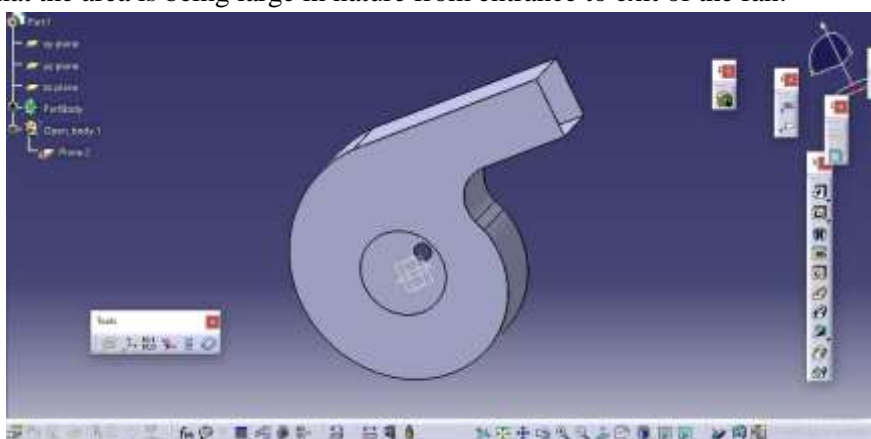 that the area is being large in nature from entrance to exit of the fan.
Part1
xy plane
yz plane
zx plane
PartBody
Open_body.1
Plane.2
Tools